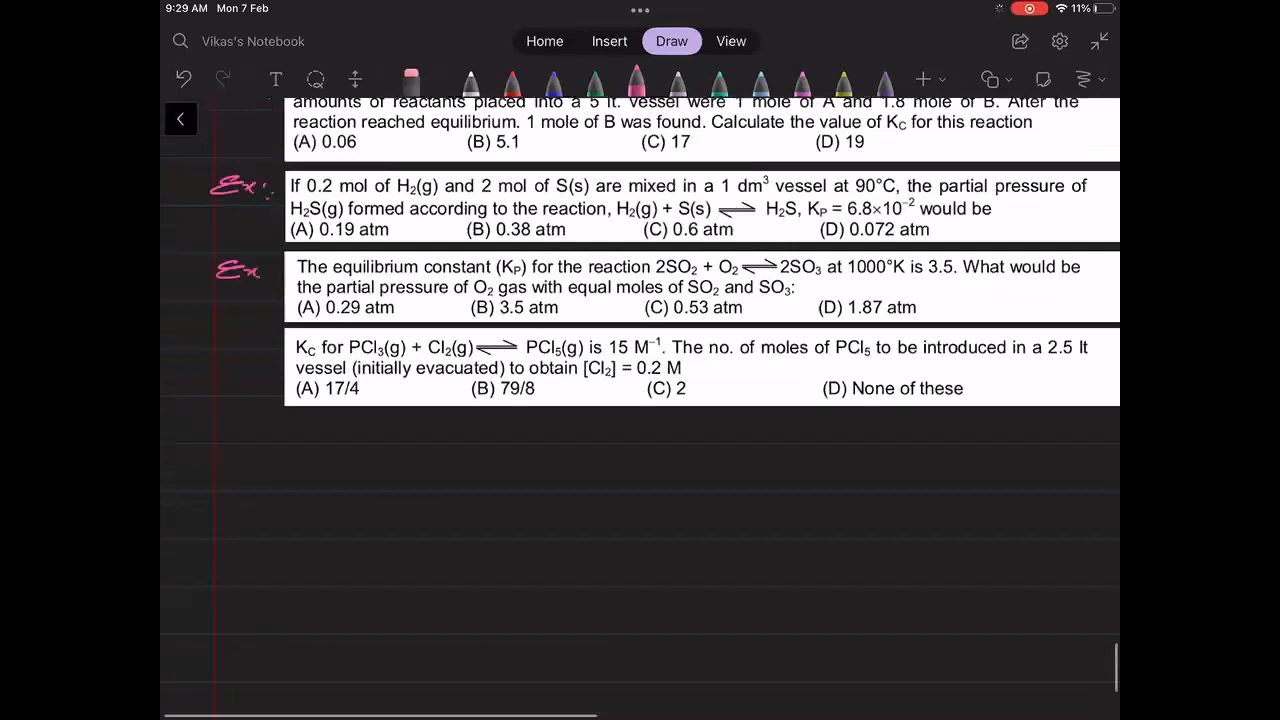 9:29 AM Mon 7 Feb
11%
Vikas's Notebook
Home Insert Draw View
amounts of reactants placed into a 5 lt. vessel were 1 mole of A and 1.8 mole of B. After the
reaction reached equilibrium. 1 mole of B was found. Calculate the value of K_C for this reaction
(A) 0.06 (B) 5.1 (C) 17 (D) 19
Ex:
If 0.2 mol of H₂(g) and 2 mol of S(s) are mixed in a 1 dm³ vessel at 90°C, the partial pressure of
H₂S(g) formed according to the reaction, H₂(g) + S(s) ⇌ H₂S, K_P = 6.8×10⁻² would be
(A) 0.19 atm (B) 0.38 atm (C) 0.6 atm (D) 0.072 atm
Ex
The equilibrium constant (K_P) for the reaction 2SO₂ + O₂ ⇌ 2SO₃ at 1000°K is 3.5. What would be
the partial pressure of O₂ gas with equal moles of SO₂ and SO₃:
(A) 0.29 atm (B) 3.5 atm (C) 0.53 atm (D) 1.87 atm
K_C for PCl₃(g) + Cl₂(g) ⇌ PCl₅(g) is 15 M⁻¹. The no. of moles of PCl₅ to be introduced in a 2.5 lt
vessel (initially evacuated) to obtain [Cl₂] = 0.2 M
(A) 17/4 (B) 79/8 (C) 2 (D) None of these